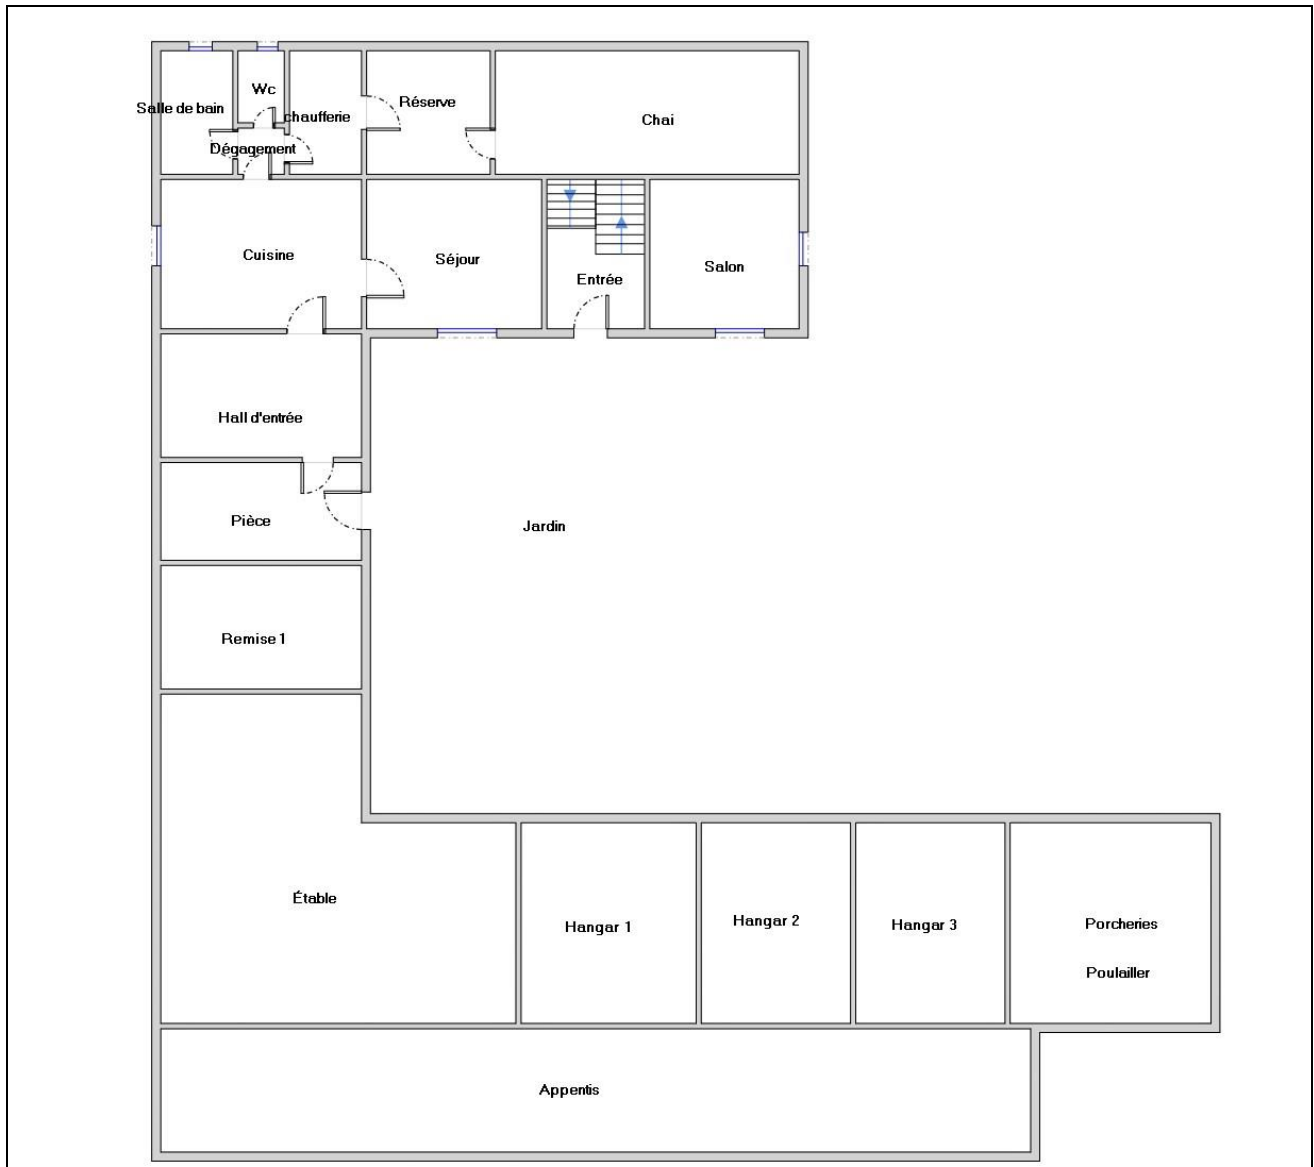 Wc
Salle de bain
chaufferie
Réserve
Chai
Dégagement
Cuisine
Séjour
Entrée
Salon
Hall d'entrée
Pièce
Jardin
Remise 1
Étable
Hangar 1
Hangar 2
Hangar 3
Porcheries
Poulailler
Appentis